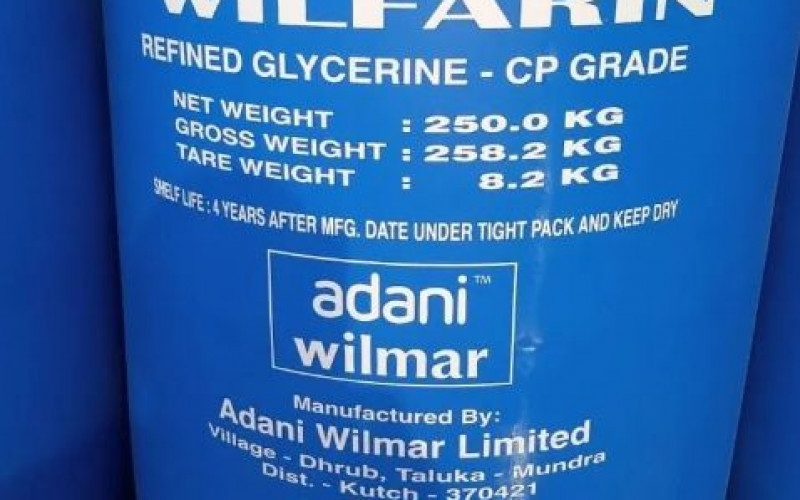 WILFARIN
REFINED GLYCERINE - CP GRADE
NET WEIGHT : 250.0 KG
GROSS WEIGHT : 258.2 KG
TARE WEIGHT : 8.2 KG
SHELF LIFE : 4 YEARS AFTER MFG. DATE UNDER TIGHT PACK AND KEEP DRY
adani™
wilmar
Manufactured By:
Adani Wilmar Limited
Village - Dhrub, Taluka - Mundra
Dist. - Kutch - 370421